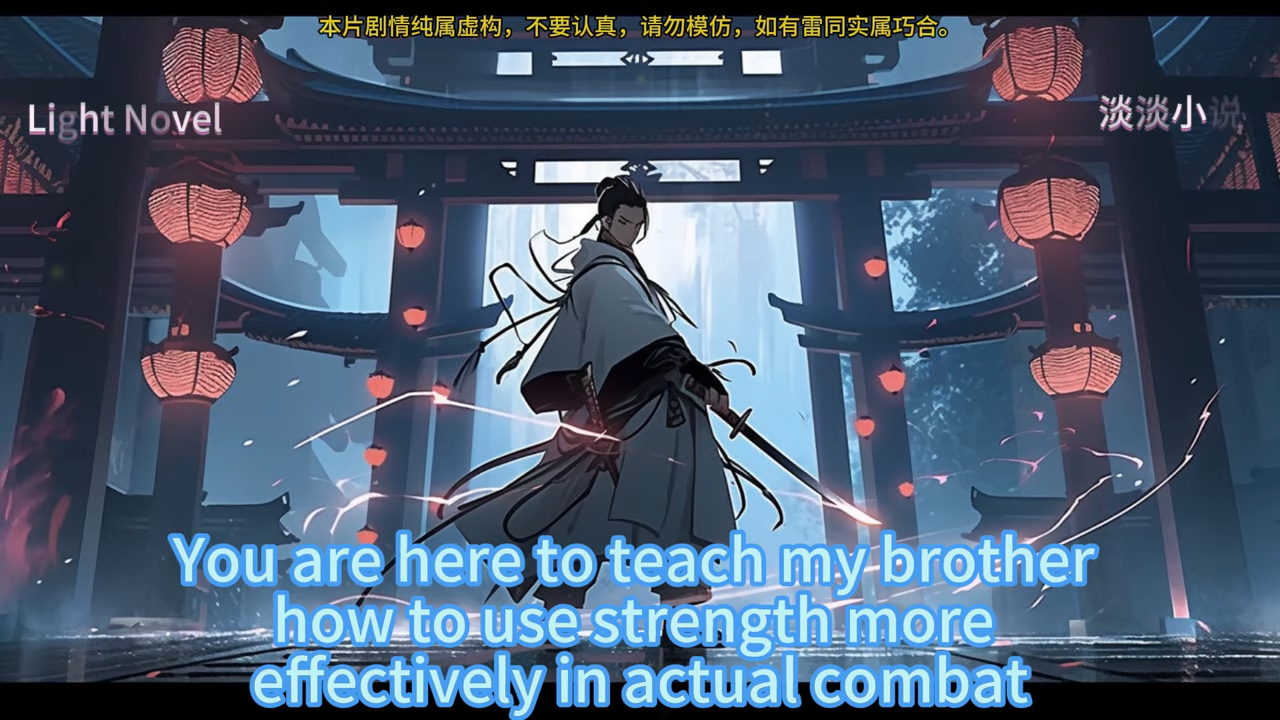 本片剧情纯属虚构，不要认真，请勿模仿，如有雷同实属巧合。
Light Novel
淡淡小说
You are here to teach my brother
how to use strength more
effectively in actual combat